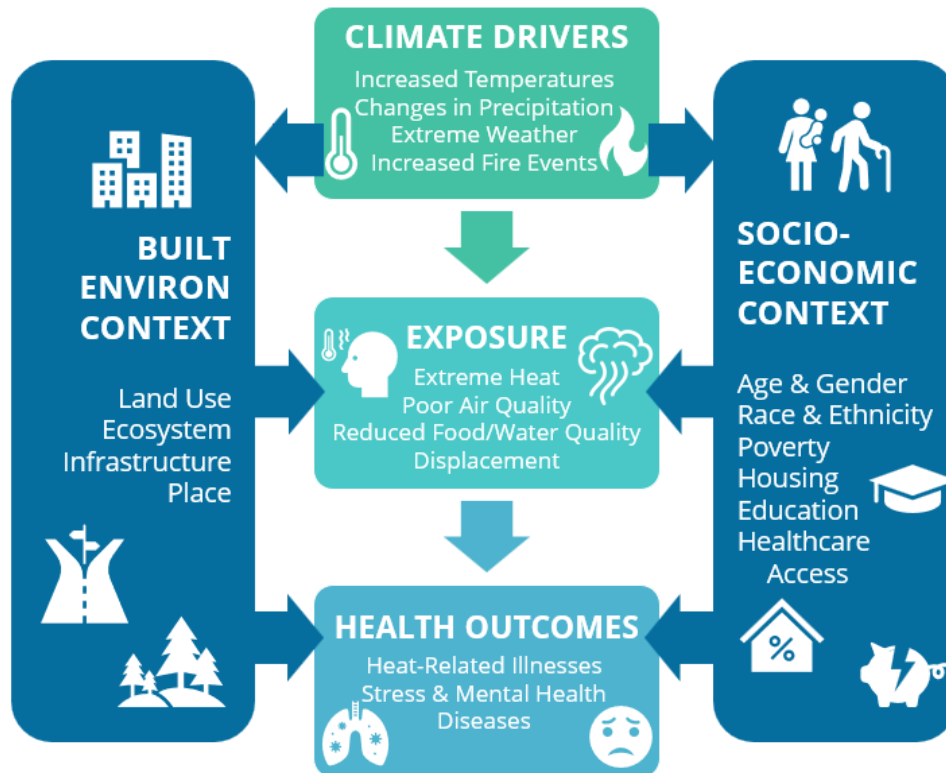 CLIMATE DRIVERS
Increased Temperatures
Changes in Precipitation
Extreme Weather
Increased Fire Events
BUILT
ENVIRON
CONTEXT
Land Use
Ecosystem
Infrastructure
Place
EXPOSURE
Extreme Heat
Poor Air Quality
Reduced Food/Water Quality
Displacement
HEALTH OUTCOMES
Heat-Related Illnesses
Stress & Mental Health
Diseases
SOCIO-
ECONOMIC
CONTEXT
Age & Gender
Race & Ethnicity
Poverty
Housing
Education
Healthcare
Access
%